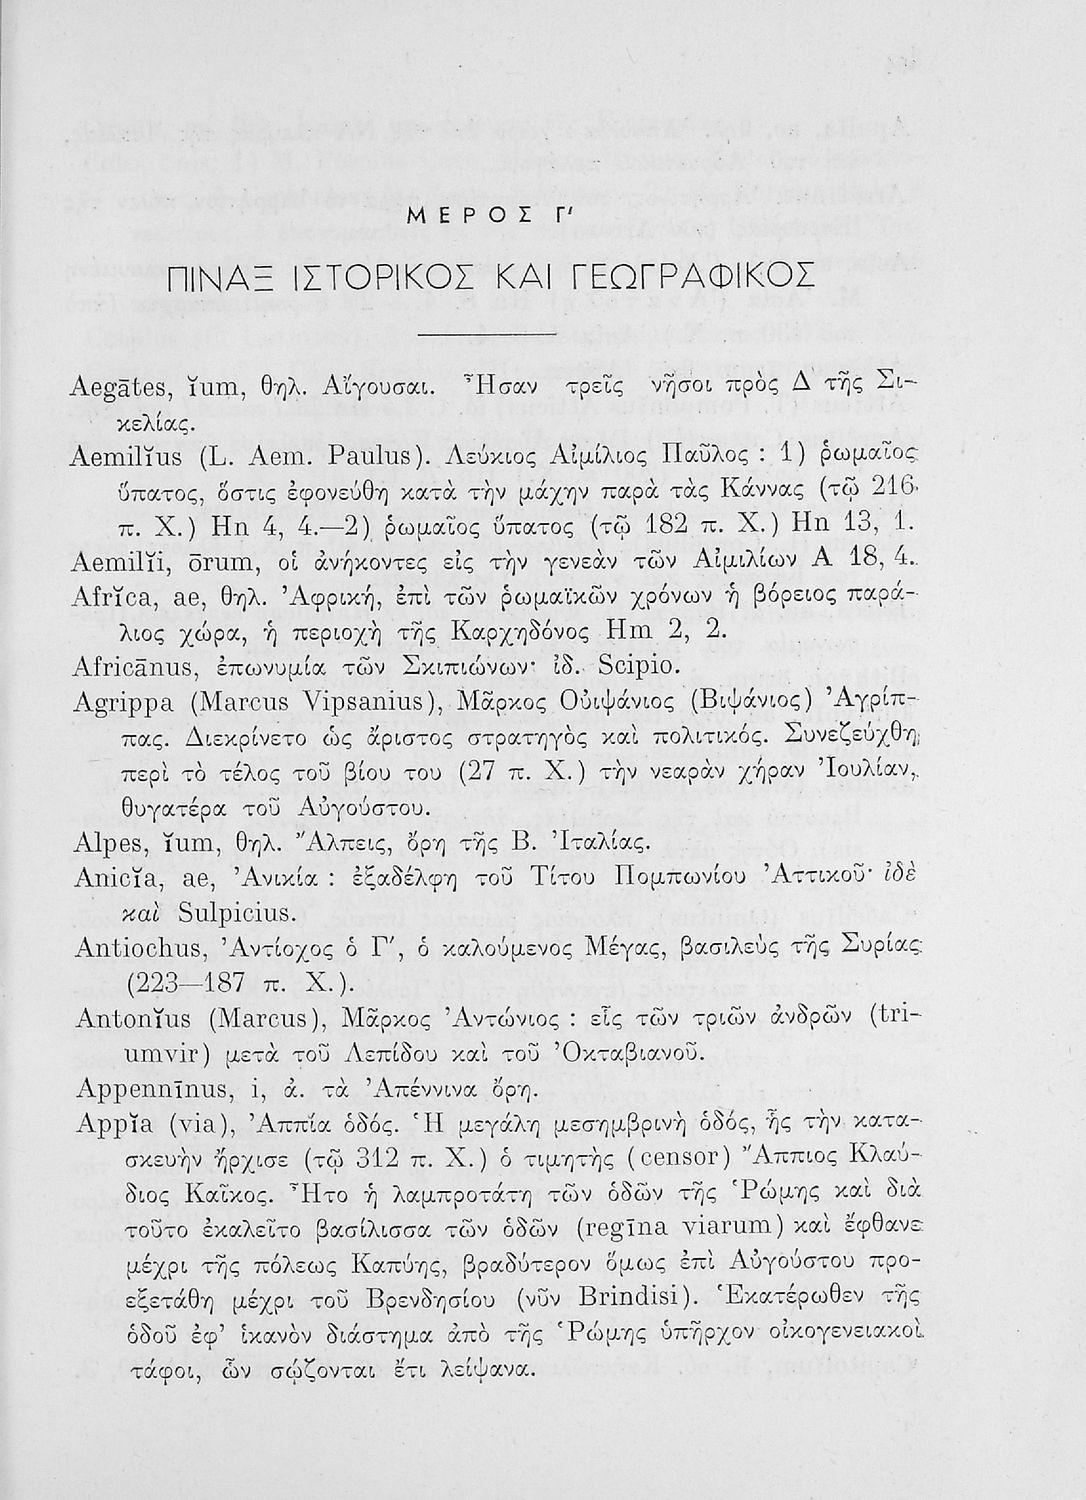 ΜΕΡΟΣ Γ′
ΠΙΝΑΞ ΙΣΤΟΡΙΚΟΣ ΚΑΙ ΓΕΩΓΡΑΦΙΚΟΣ
Aegātes, ĭum, θηλ. Αἴγουσαι. Ἦσαν τρεῖς νῆσοι πρὸς Δ τῆς Σι-
κελίας.
Aemilĭus (L. Aem. Paulus). Λεύκιος Αἰμίλιος Παῦλος : 1) ῥωμαῖος
ὕπατος, ὅστις ἐφονεύθη κατὰ τὴν μάχην παρὰ τὰς Κάννας (τῷ 216
π. Χ.) Hn 4, 4.—2) ῥωμαῖος ὕπατος (τῷ 182 π. Χ.) Hn 13, 1.
Aemilĭi, ōrum, οἱ ἀνήκοντες εἰς τὴν γενεὰν τῶν Αἰμιλίων A 18, 4.
Afrĭca, ae, θηλ. Ἀφρική, ἐπὶ τῶν ῥωμαϊκῶν χρόνων ἡ βόρειος παρά-
λιος χώρα, ἡ περιοχὴ τῆς Καρχηδόνος Hm 2, 2.
Africānus, ἐπωνυμία τῶν Σκιπιώνων· ἰδ. Scipio.
Agrippa (Marcus Vipsanius), Μᾶρκος Οὐιψάνιος (Βιψάνιος) Ἀγρίπ-
πας. Διεκρίνετο ὡς ἄριστος στρατηγὸς καὶ πολιτικός. Συνεζεύχθη
περὶ τὸ τέλος τοῦ βίου του (27 π. Χ.) τὴν νεαρὰν χήραν Ἰουλίαν,
θυγατέρα τοῦ Αὐγούστου.
Alpes, ĭum, θηλ. Ἄλπεις, ὄρη τῆς Β. Ἰταλίας.
Anicĭa, ae, Ἀνικία : ἐξαδέλφη τοῦ Τίτου Πομπωνίου Ἀττικοῦ· ἰδὲ
καὶ Sulpicius.
Antiochus, Ἀντίοχος ὁ Γ′, ὁ καλούμενος Μέγας, βασιλεὺς τῆς Συρίας
(223—187 π. Χ.).
Antonĭus (Marcus), Μᾶρκος Ἀντώνιος : εἷς τῶν τριῶν ἀνδρῶν (tri-
umvir) μετὰ τοῦ Λεπίδου καὶ τοῦ Ὀκταβιανοῦ.
Appennīnus, i, ἀ. τὰ Ἀπέννινα ὄρη.
Appĭa (via), Ἀππία ὁδός. Ἡ μεγάλη μεσημβρινὴ ὁδός, ἧς τὴν κατα-
σκευὴν ἤρχισε (τῷ 312 π. Χ.) ὁ τιμητὴς (censor) Ἄππιος Κλαύ-
διος Καῖκος. Ἦτο ἡ λαμπροτάτη τῶν ὁδῶν τῆς Ῥώμης καὶ διὰ
τοῦτο ἐκαλεῖτο βασίλισσα τῶν ὁδῶν (regīna viarum) καὶ ἔφθανε
μέχρι τῆς πόλεως Καπύης, βραδύτερον ὅμως ἐπὶ Αὐγούστου προ-
εξετάθη μέχρι τοῦ Βρενδησίου (νῦν Brindisi). Ἑκατέρωθεν τῆς
ὁδοῦ ἐφ’ ἱκανὸν διάστημα ἀπὸ τῆς Ῥώμης ὑπῆρχον οἰκογενειακοὶ
τάφοι, ὧν σῴζονται ἔτι λείψανα.